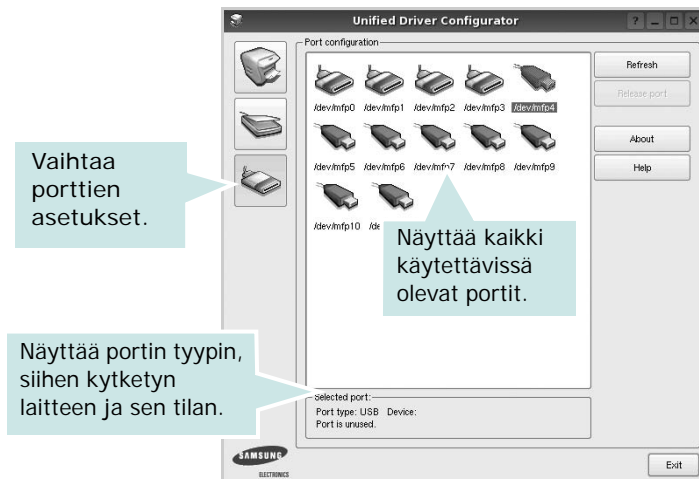 Unified Driver Configurator
Port configuration
/dev/mfp0 /dev/mfp1 /dev/mfp2 /dev/mfp3 /dev/mfp4
/dev/mfp5 /dev/mfp6 /dev/mfp7 /dev/mfp8 /dev/mfp9
/dev/mfp10
Refresh
Release port
About
Help
Vaihtaa
porttien
asetukset.
Näyttää kaikki
käytettävissä
olevat portit.
Näyttää portin tyypin,
siihen kytketyn
laitteen ja sen tilan.
Selected port:
Port type: USB Device:
Port is unused.
SAMSUNG
ELECTRONICS
Exit